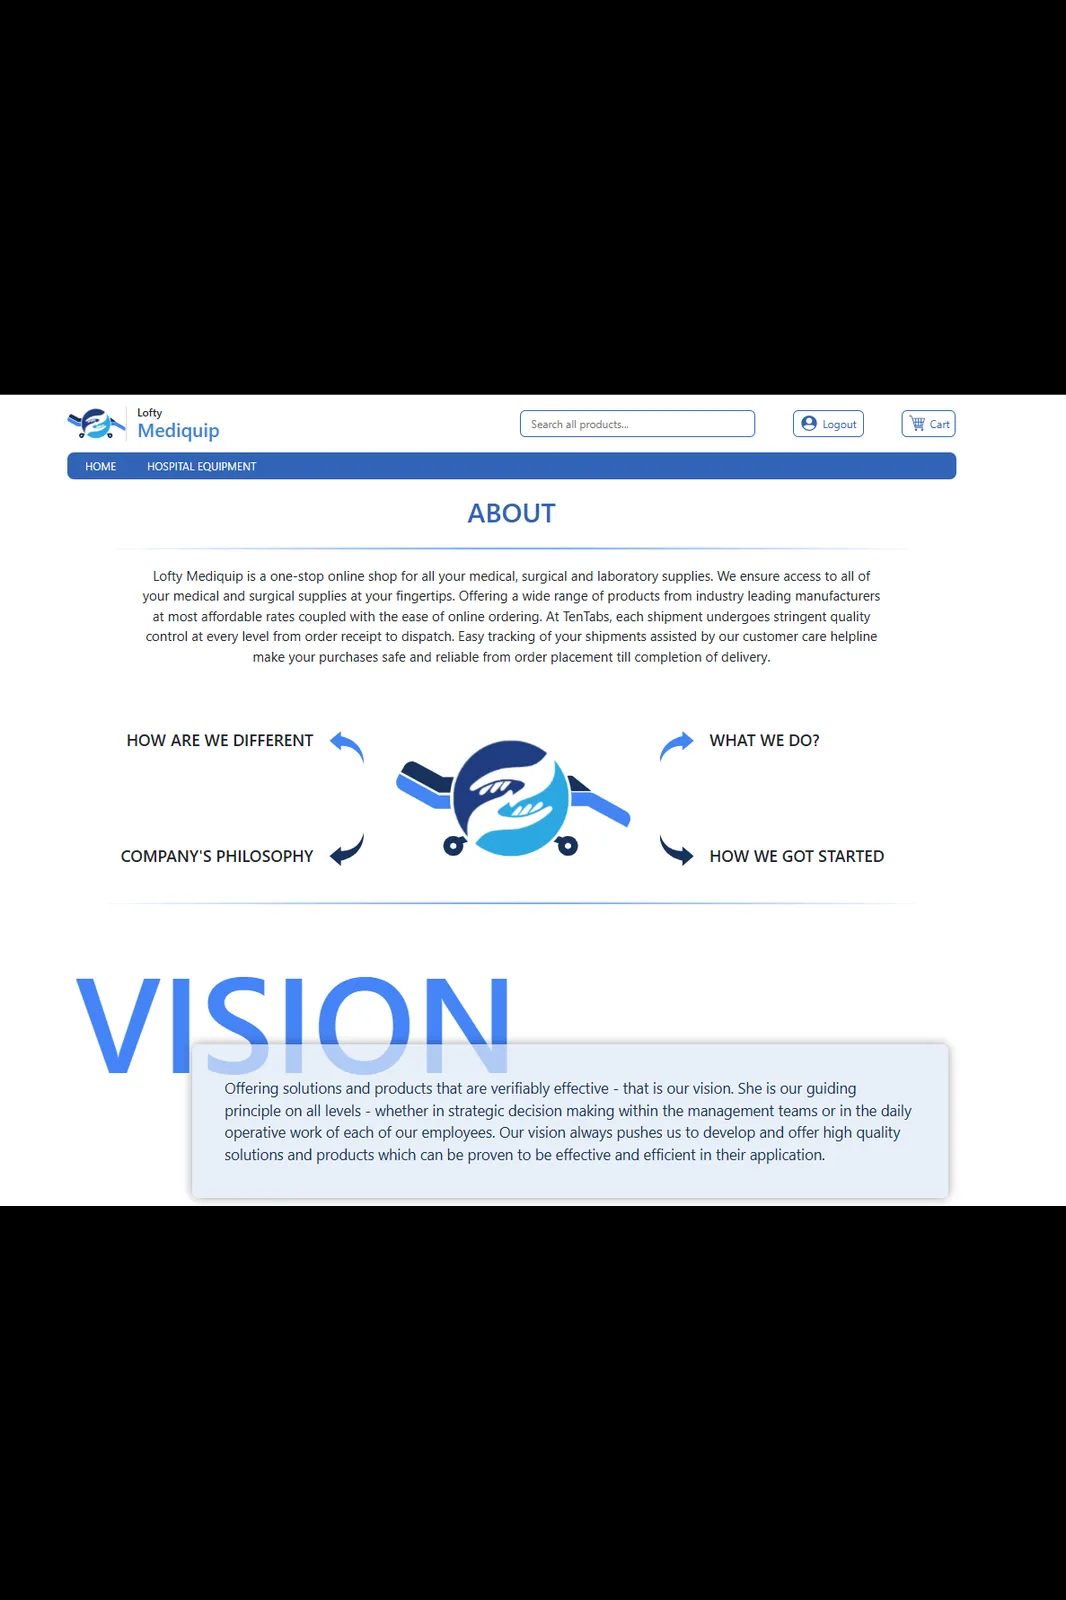 Lofty
Mediquip
Search all products...
Logout
Cart
HOME
HOSPITAL EQUIPMENT
ABOUT
Lofty Mediquip is a one-stop online shop for all your medical, surgical and laboratory supplies. We ensure access to all of
your medical and surgical supplies at your fingertips. Offering a wide range of products from industry leading manufacturers
at most affordable rates coupled with the ease of online ordering. At TenTabs, each shipment undergoes stringent quality
control at every level from order receipt to dispatch. Easy tracking of your shipments assisted by our customer care helpline
make your purchases safe and reliable from order placement till completion of delivery.
HOW ARE WE DIFFERENT
WHAT WE DO?
COMPANY'S PHILOSOPHY
HOW WE GOT STARTED
VISION
Offering solutions and products that are verifiably effective - that is our vision. She is our guiding
principle on all levels - whether in strategic decision making within the management teams or in the daily
operative work of each of our employees. Our vision always pushes us to develop and offer high quality
solutions and products which can be proven to be effective and efficient in their application.